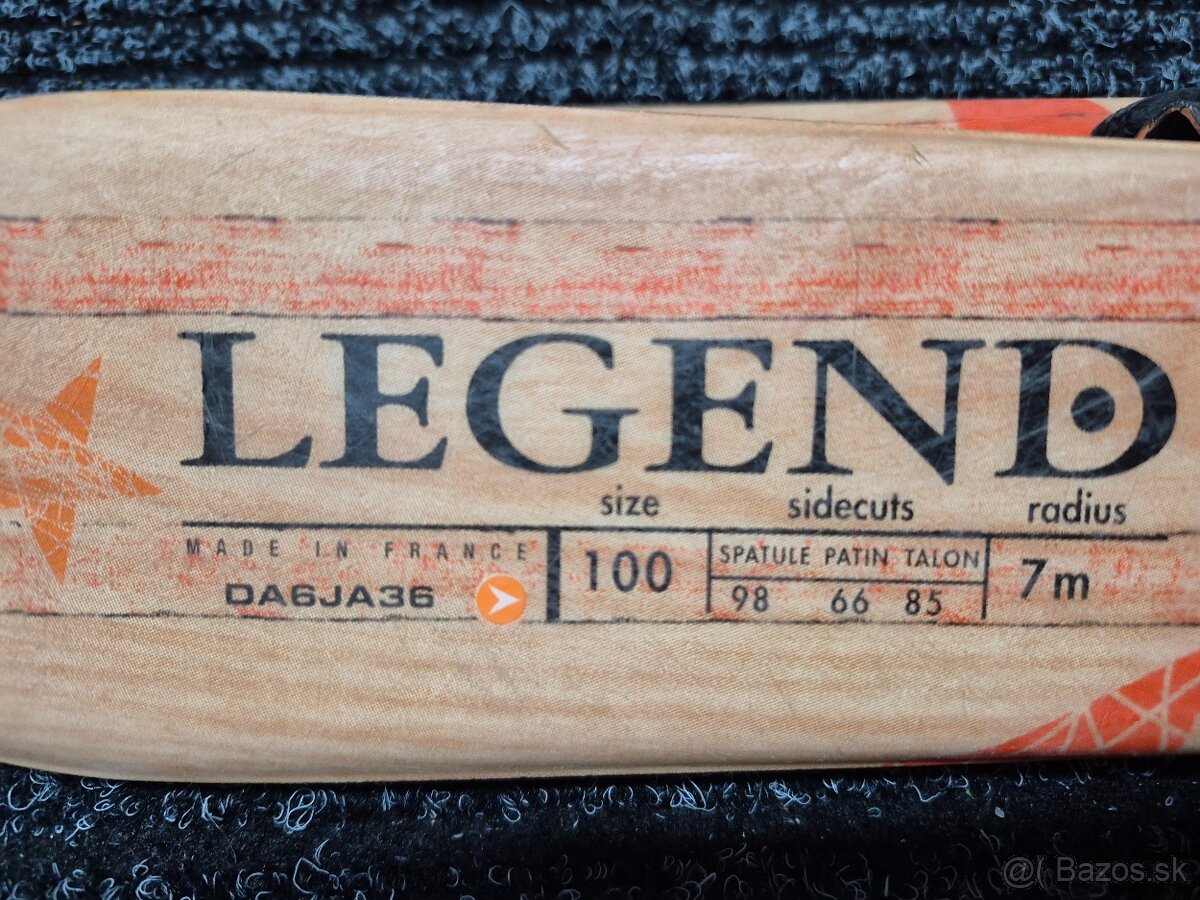 LEGEND
size sidecuts radius
MADE IN FRANCE
DA6JA36
100
SPATULE PATIN TALON
98 66 85
7m
@( Bazos.sk